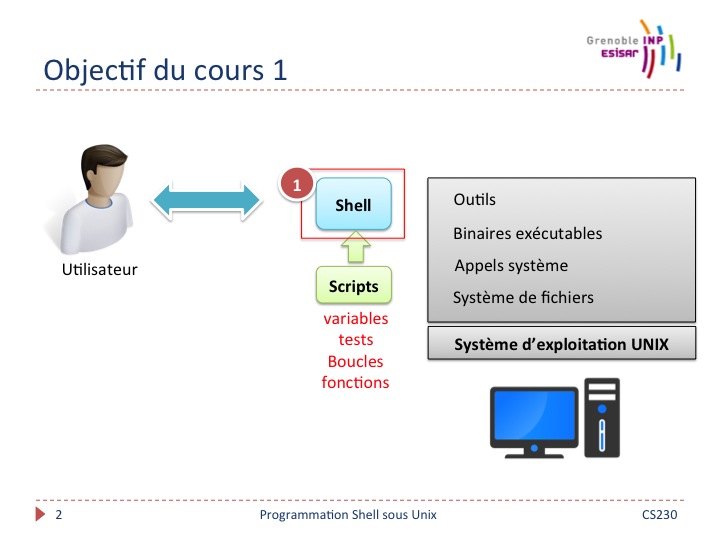 Grenoble INP
ESISAR
Objectif du cours 1
1
Shell
Utilisateur
Scripts
variables
tests
Boucles
fonctions
Outils
Binaires exécutables
Appels système
Système de fichiers
Système d’exploitation UNIX
2
Programmation Shell sous Unix
CS230